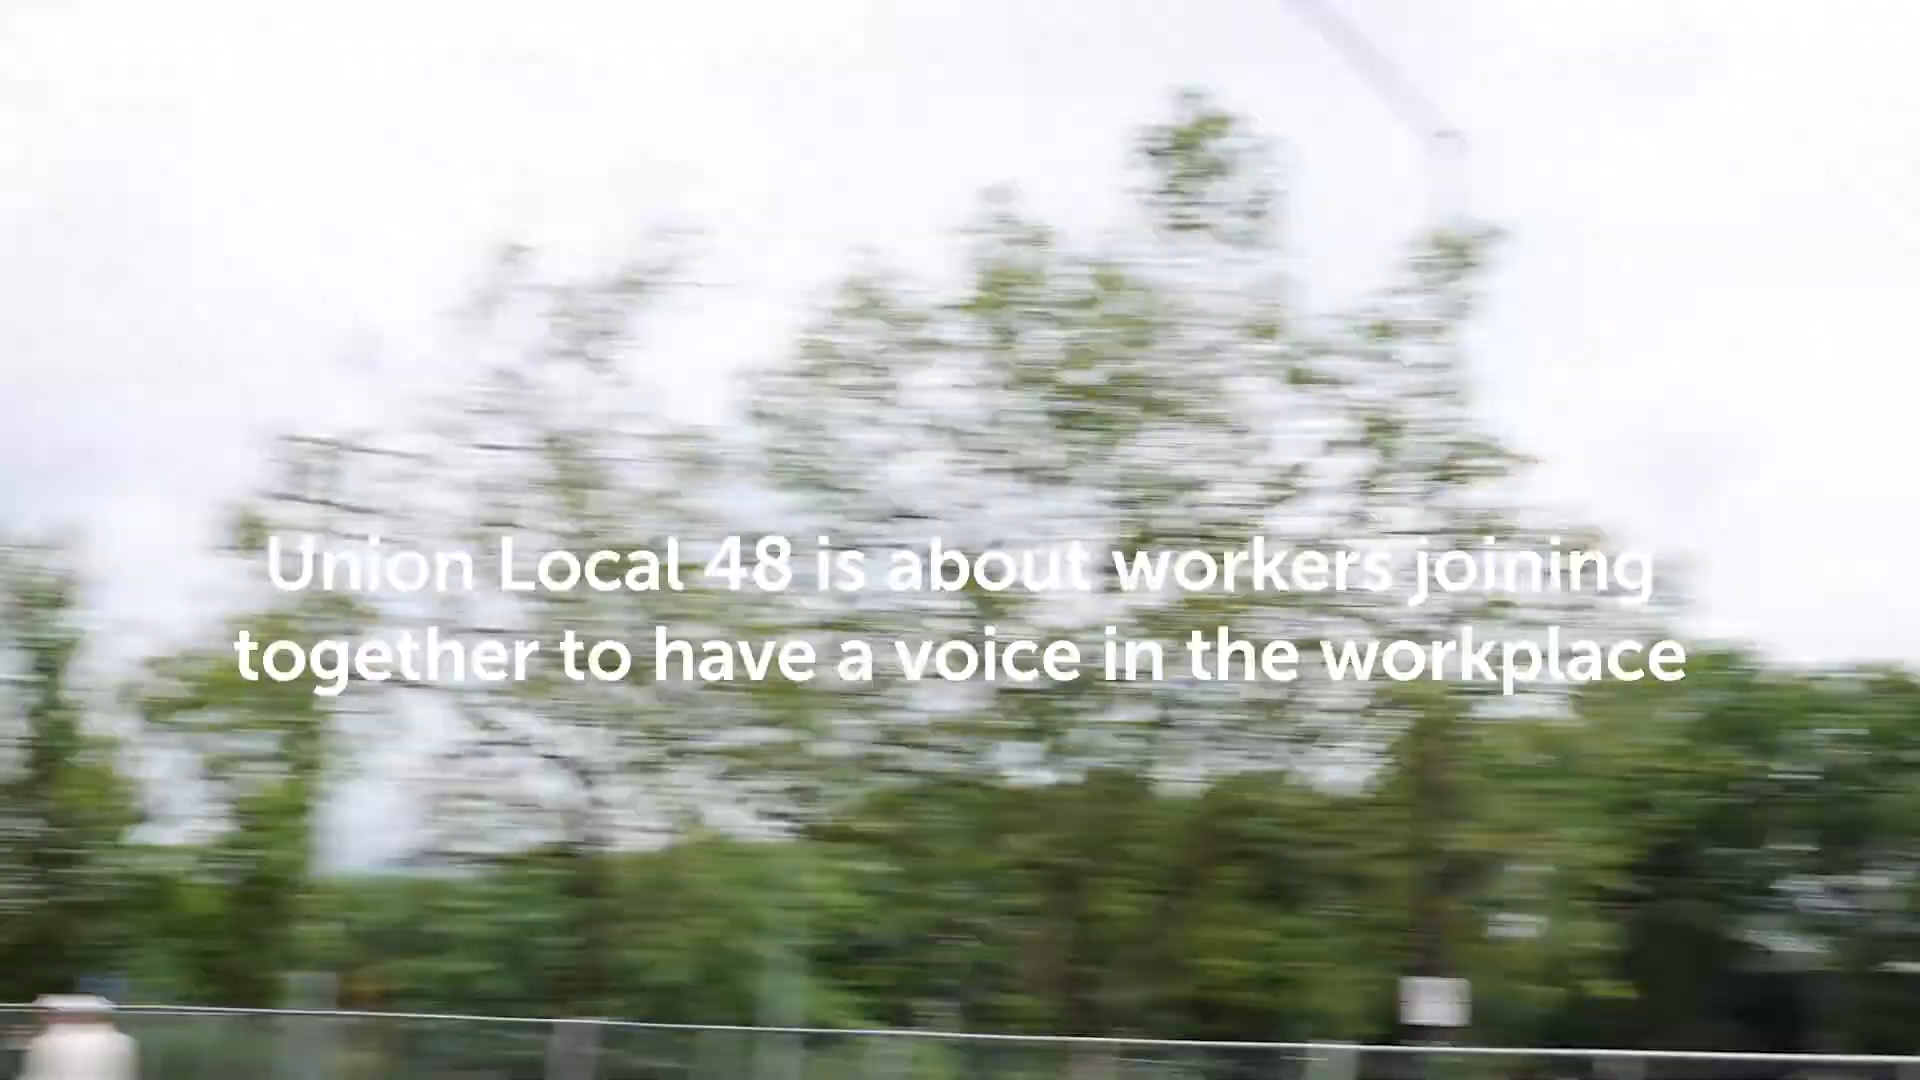 Union Local 48 is about workers joining
together to have a voice in the workplace